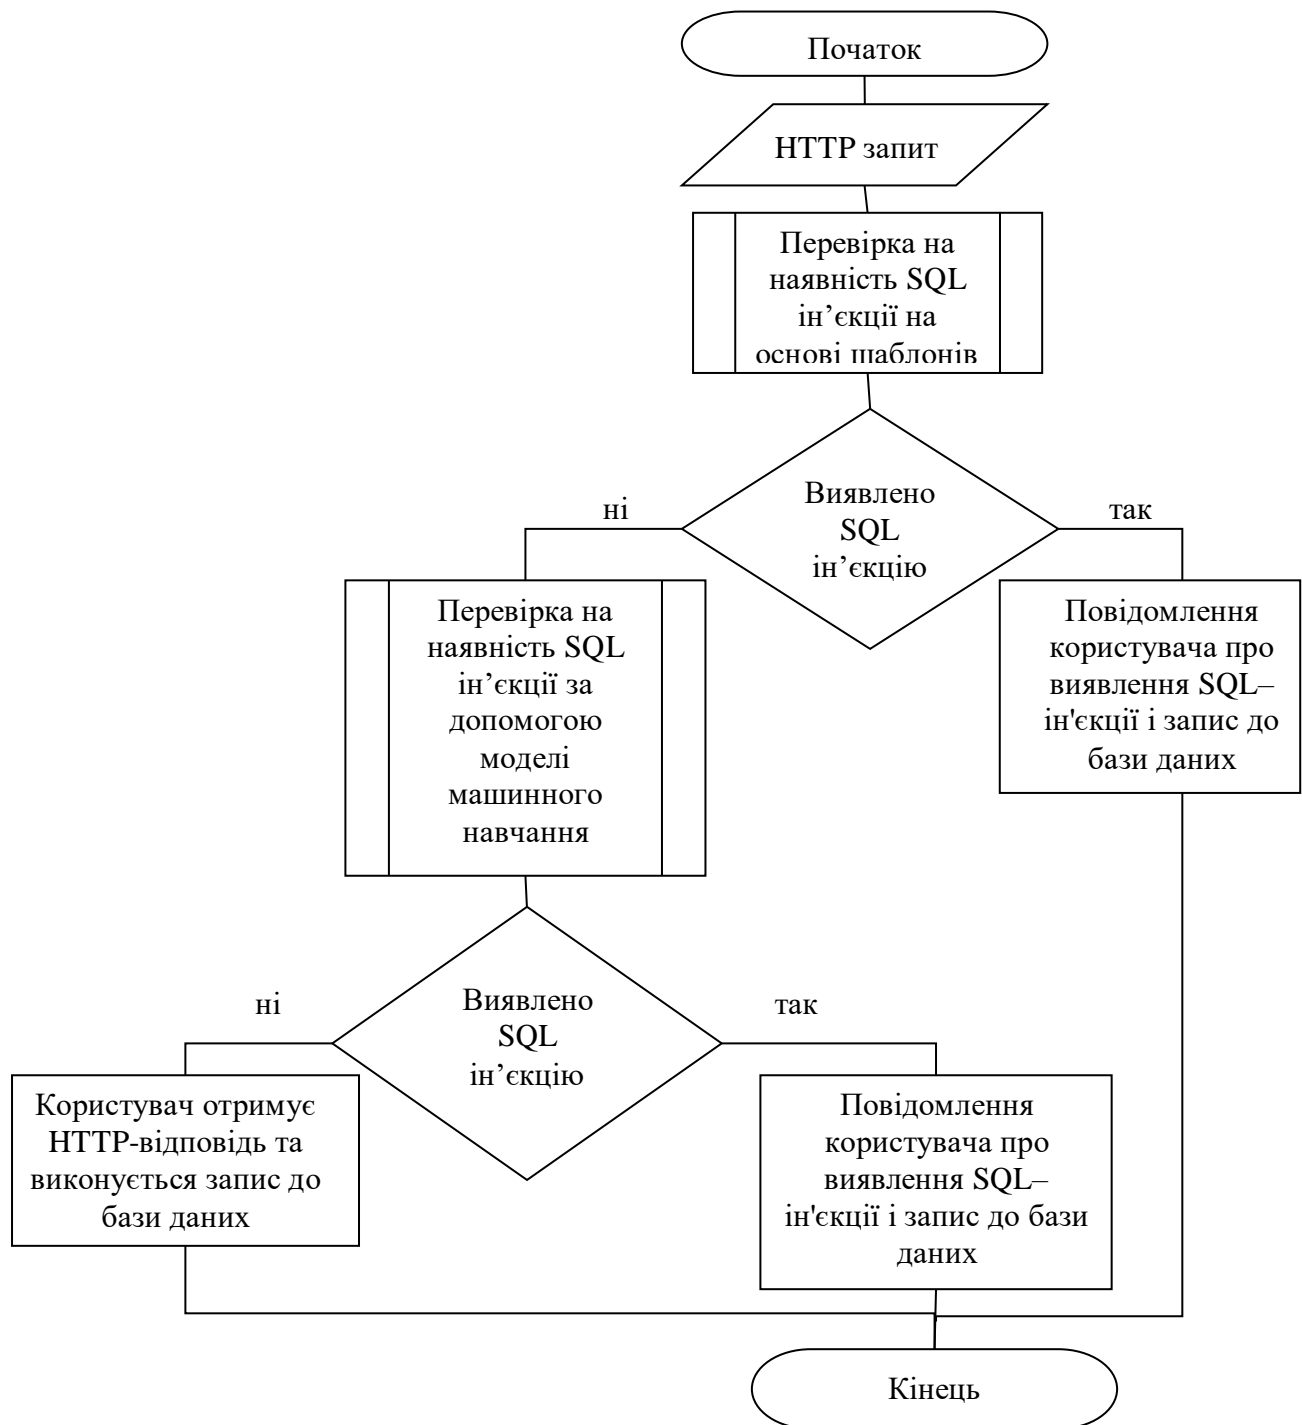 Початок
HTTP запит
Перевірка на
наявність SQL
ін’єкції на
основі шаблонів
Виявлено
SQL
ін’єкцію
ні
так
Перевірка на
наявність SQL
ін’єкції за
допомогою
моделі
машинного
навчання
Повідомлення
користувача про
виявлення SQL–
ін'єкції і запис до
бази даних
Виявлено
SQL
ін’єкцію
ні
так
Користувач отримує
HTTP-відповідь та
виконується запис до
бази даних
Повідомлення
користувача про
виявлення SQL–
ін'єкції і запис до бази
даних
Кінець